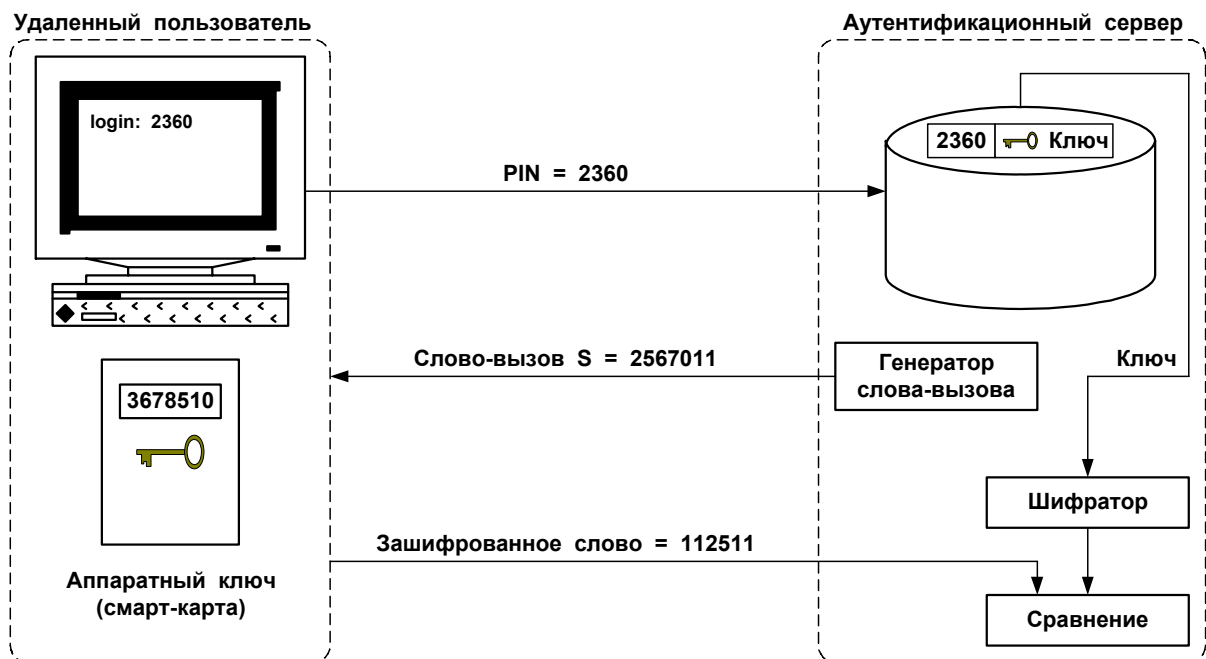 Удаленный пользователь
Аутентификационный сервер
login: 2360
2360 Ключ
PIN = 2360
Слово-вызов S = 2567011
Генератор
слова-вызова
Ключ
3678510
Шифратор
Зашифрованное слово = 112511
Аппаратный ключ
(смарт-карта)
Сравнение